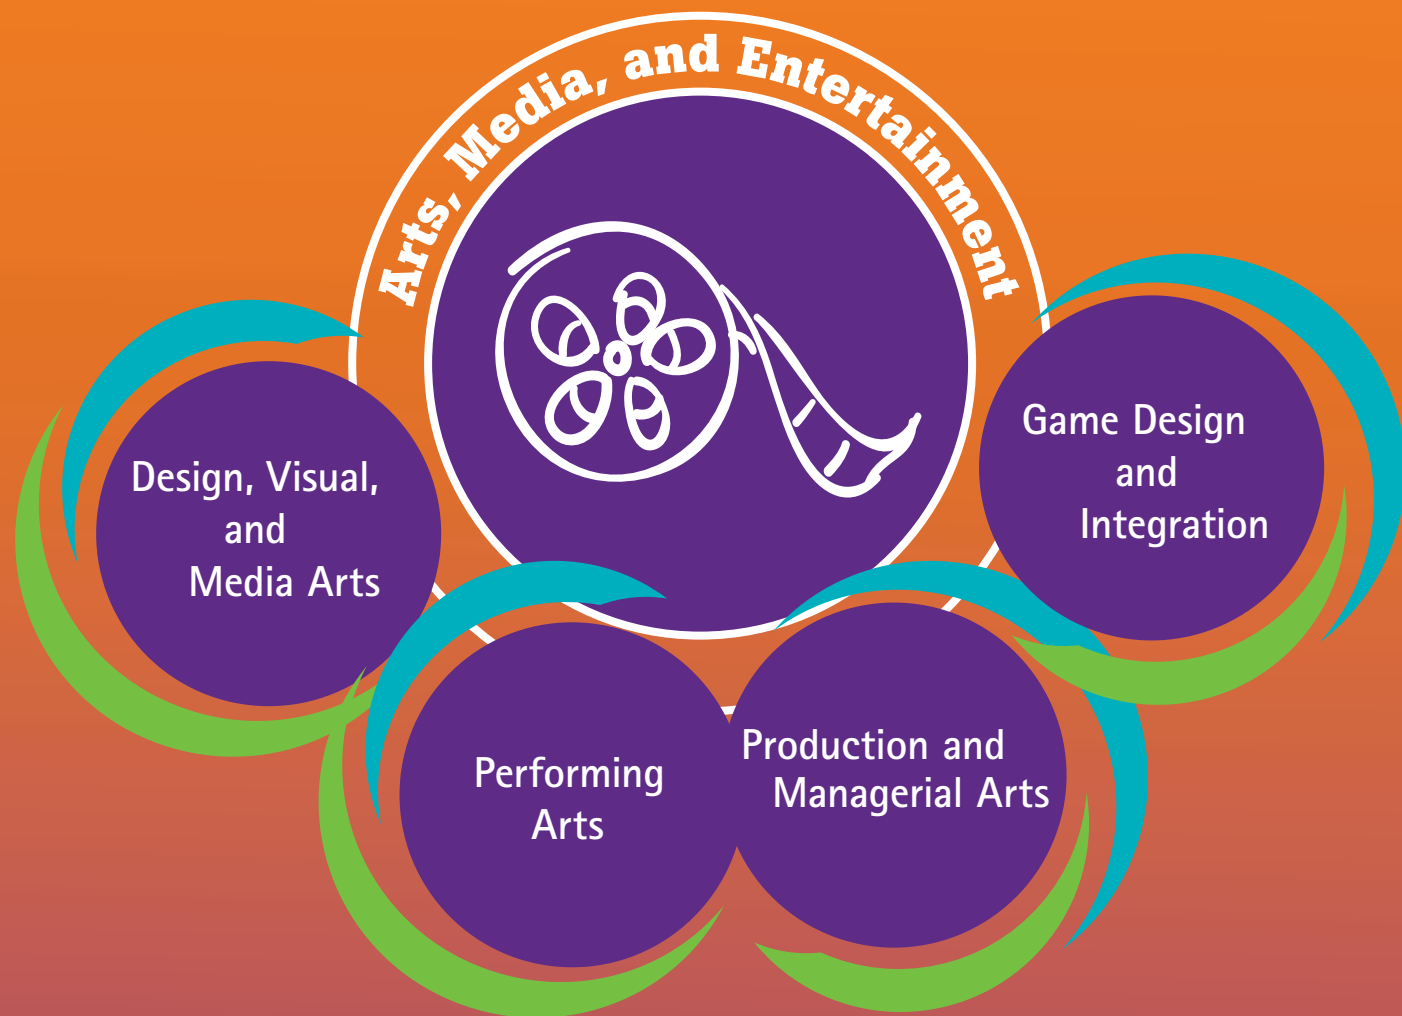 Arts, Media, and Entertainment
Design, Visual,
and
Media Arts
Performing
Arts
Production and
Managerial Arts
Game Design
and
Integration